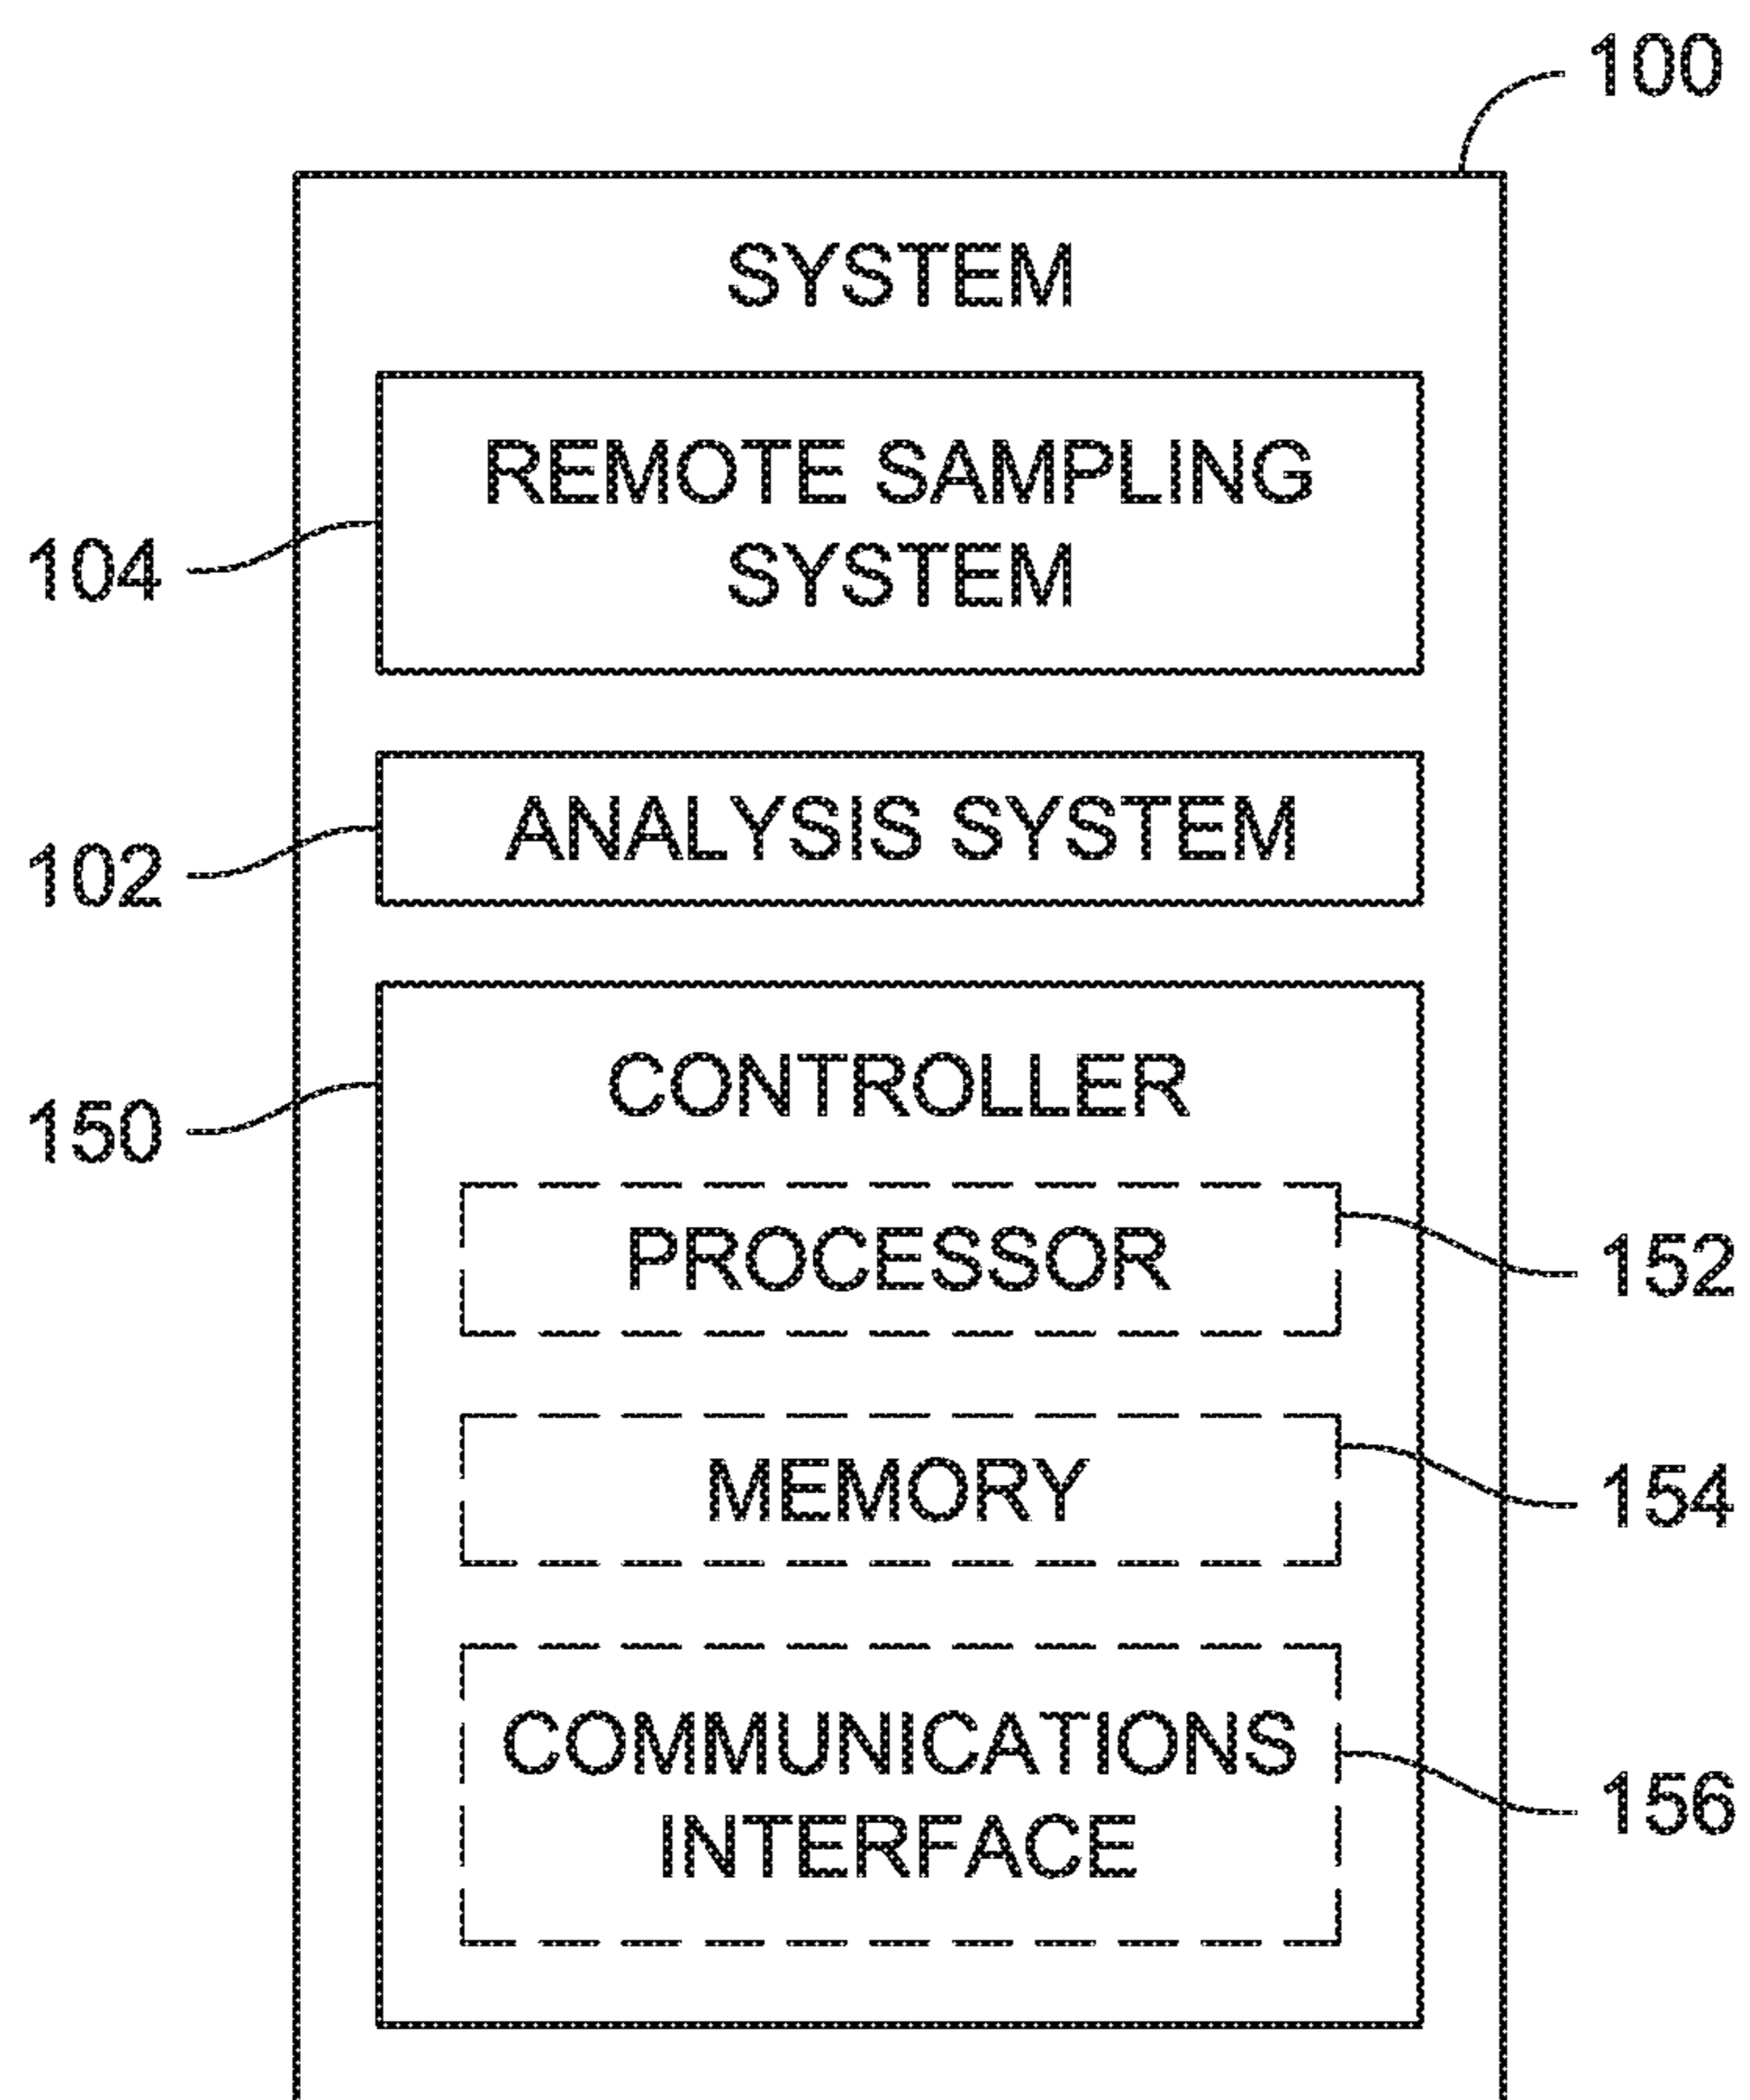 100
SYSTEM
REMOTE SAMPLING
SYSTEM
104
ANALYSIS SYSTEM
102
CONTROLLER
150
PROCESSOR
152
MEMORY
154
COMMUNICATIONS
INTERFACE
156